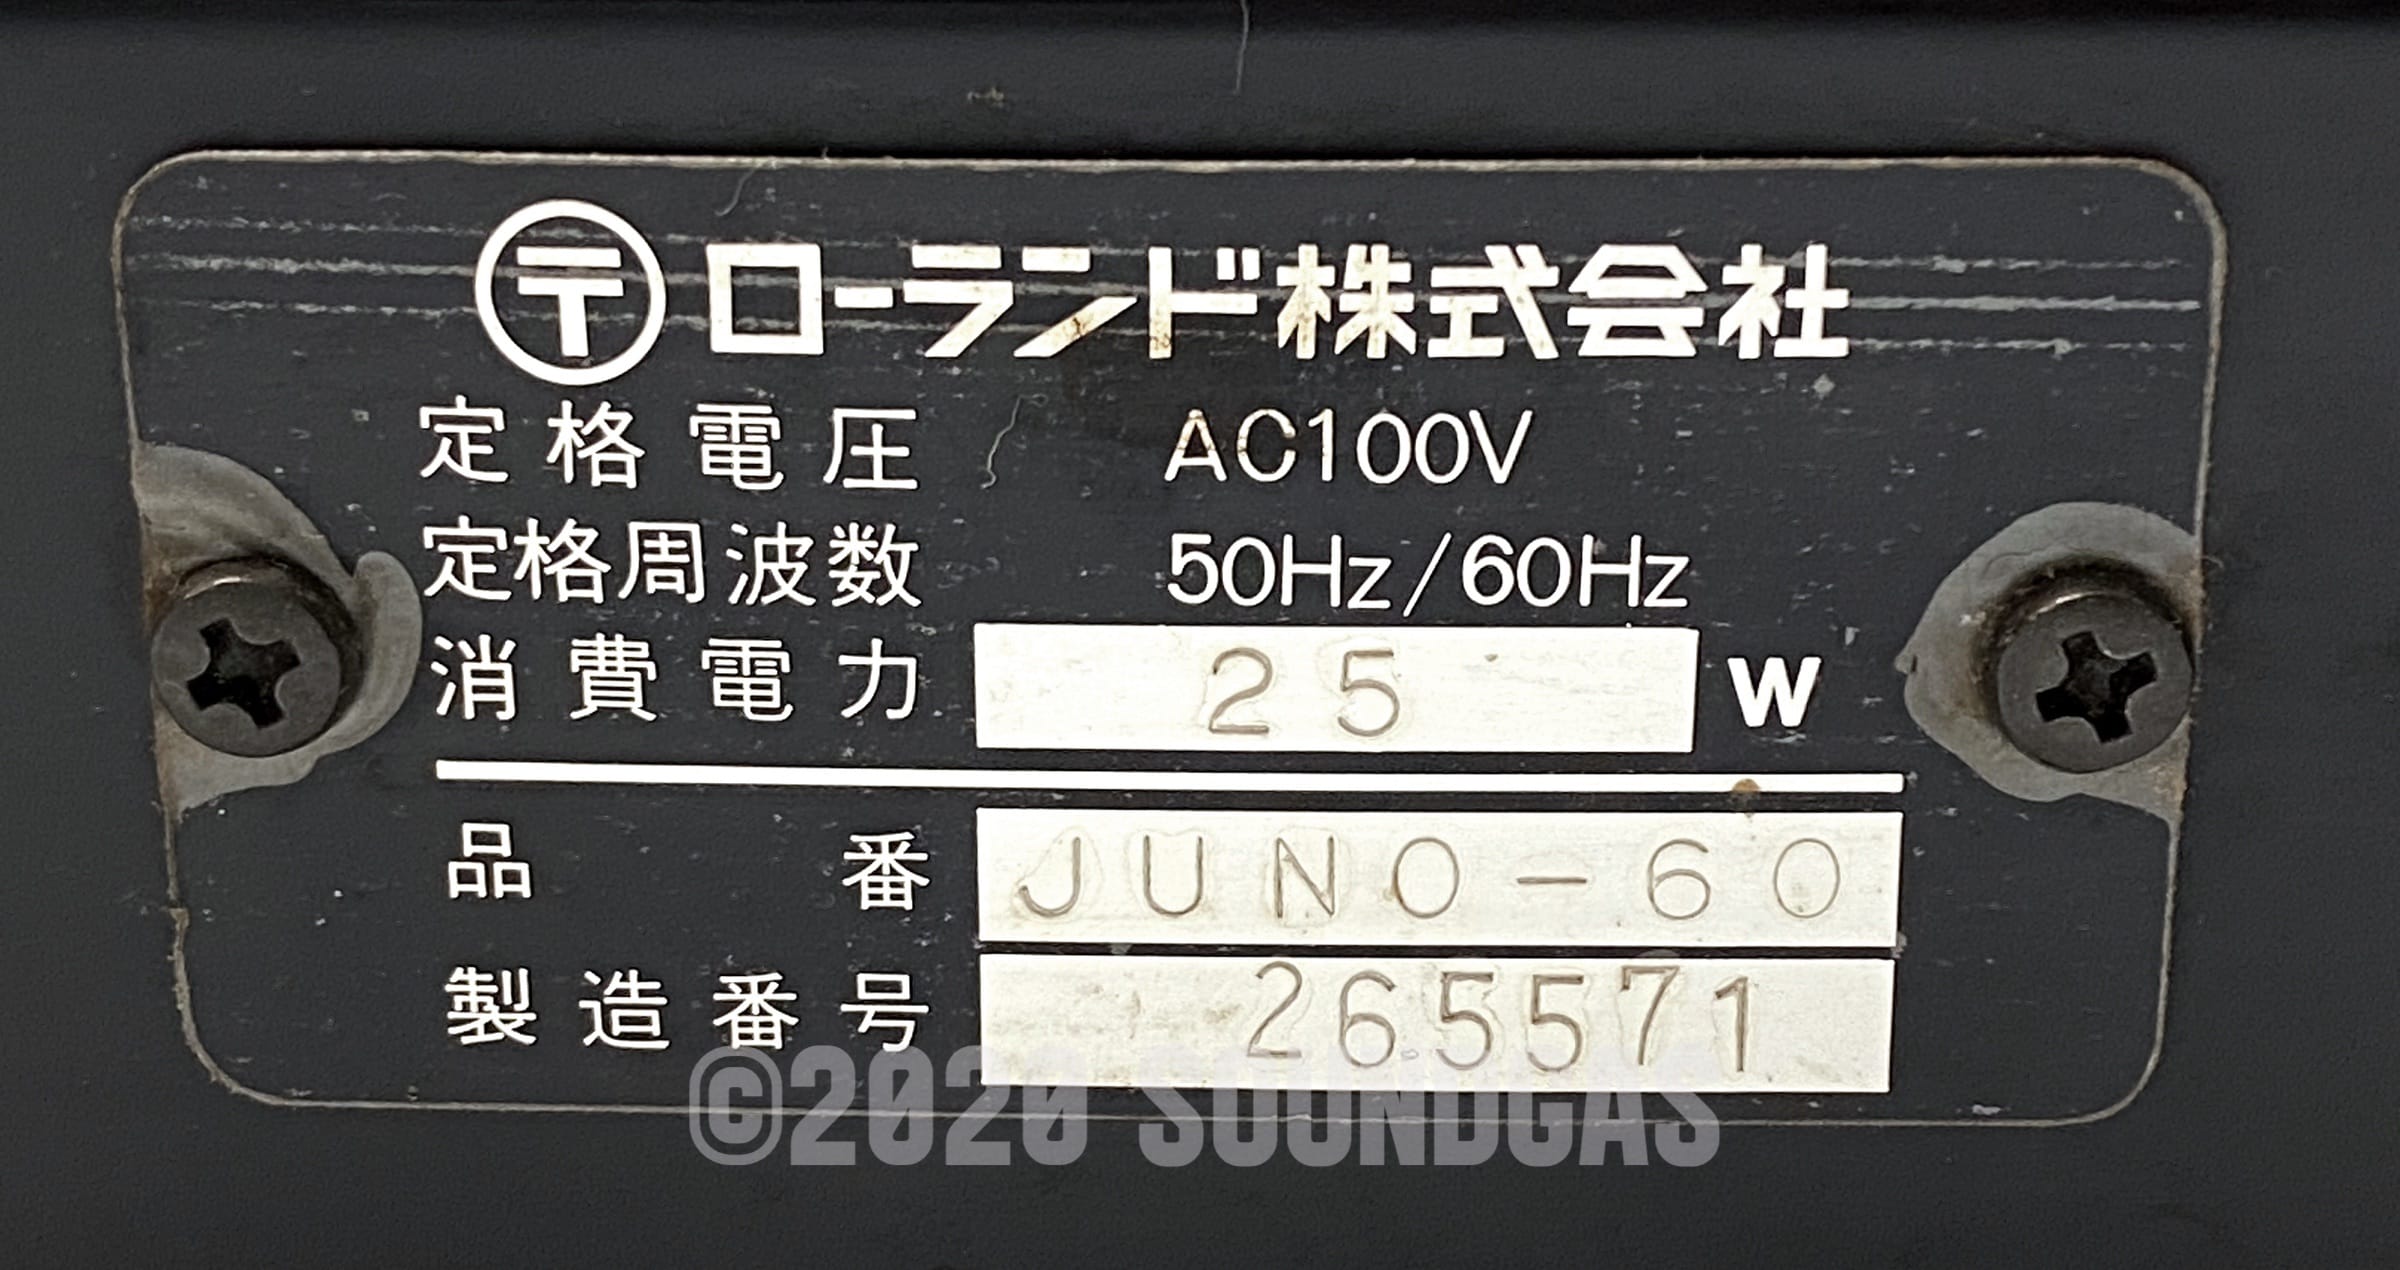 〶 ローランド株式会社
定格電圧 AC100V
定格周波数 50Hz/60Hz
消費電力 25 W
品番 JUNO-60
製造番号 265571
©2020 SOUNDGAS